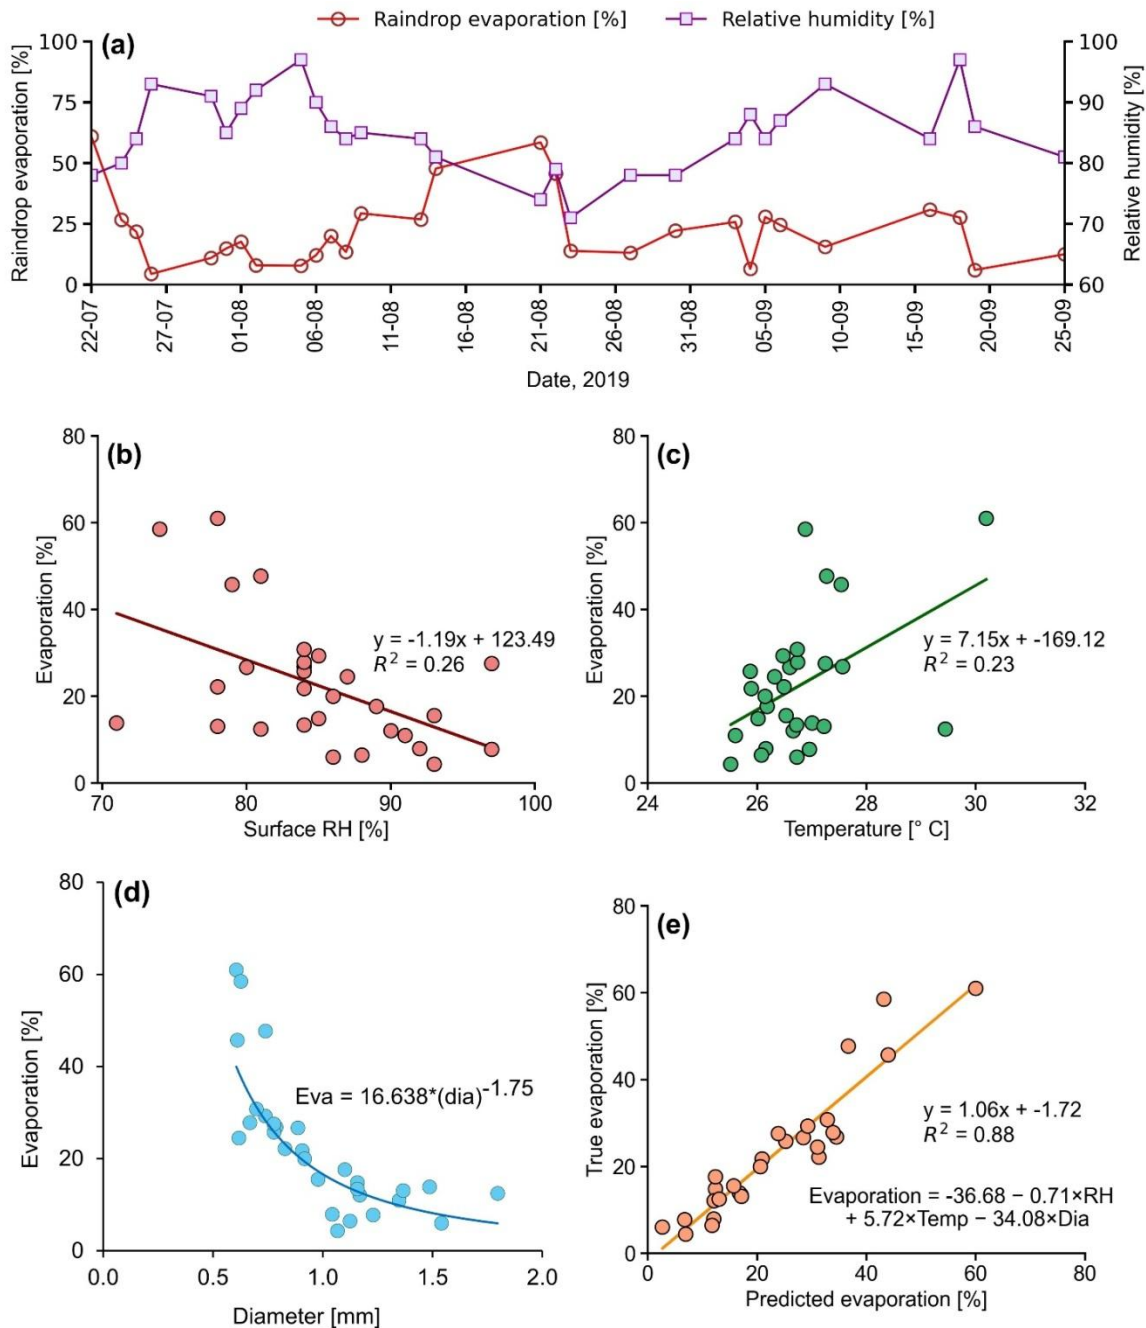 Raindrop evaporation [%] Relative humidity [%]
(a)
Raindrop evaporation [%]
100
75
50
25
0
Relative humidity [%]
100
90
80
70
60
22-07 27-07 01-08 06-08 11-08 16-08 21-08 26-08 31-08 05-09 10-09 15-09 20-09 25-09
Date, 2019
(b)
Evaporation [%]
80
60
40
20
0
y = -1.19x + 123.49
R² = 0.26
70 80 90 100
Surface RH [%]
(c)
Evaporation [%]
80
60
40
20
0
y = 7.15x + -169.12
R² = 0.23
24 26 28 30 32
Temperature [° C]
(d)
Evaporation [%]
80
60
40
20
0
Eva = 16.638*(dia)^-1.75
0.0 0.5 1.0 1.5 2.0
Diameter [mm]
(e)
True evaporation [%]
80
60
40
20
0
y = 1.06x + -1.72
R² = 0.88
Evaporation = -36.68 − 0.71×RH
+ 5.72×Temp − 34.08×Dia
0 20 40 60 80
Predicted evaporation [%]